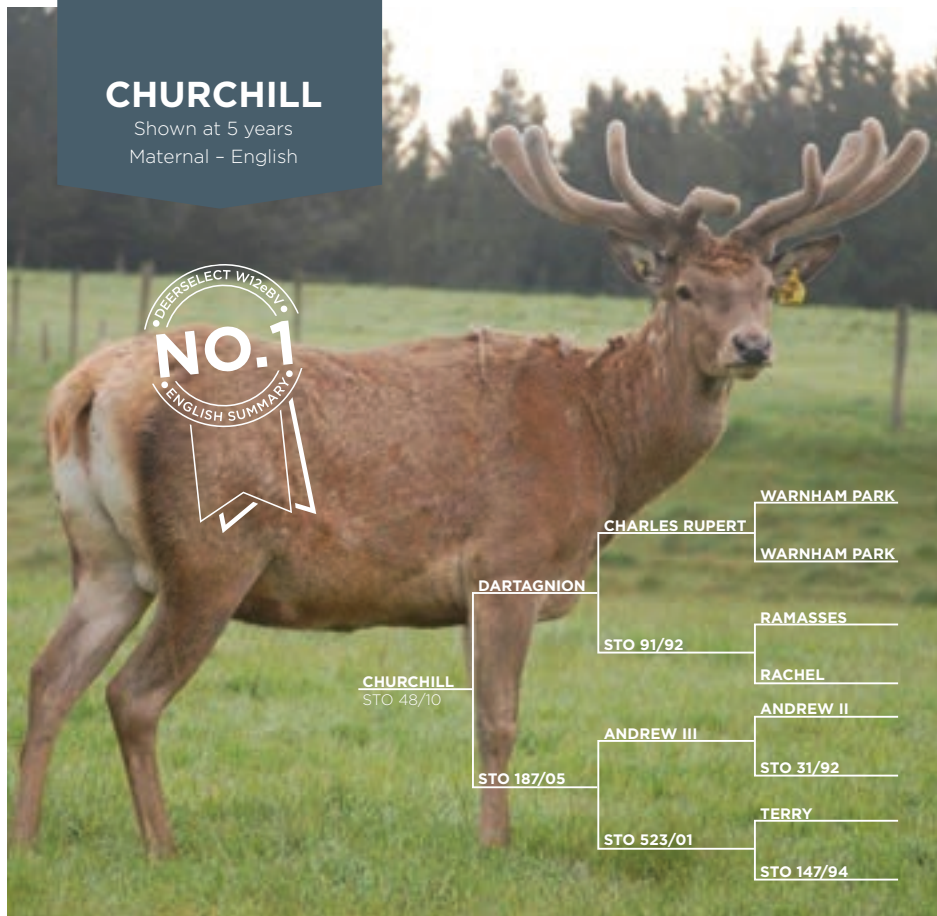 CHURCHILL
Shown at 5 years
Maternal – English
DEERSELECT W12eBV
NO.1
ENGLISH SUMMARY
WARNHAM PARK
CHARLES RUPERT
WARNHAM PARK
DARTAGNION
RAMASSES
STO 91/92
RACHEL
CHURCHILL
STO 48/10
ANDREW II
ANDREW III
STO 31/92
STO 187/05
TERRY
STO 523/01
STO 147/94